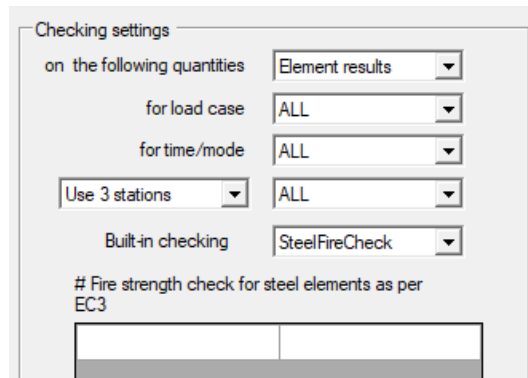 Checking settings
on the following quantities Element results
for load case ALL
for time/mode ALL
Use 3 stations ALL
Built-in checking SteelFireCheck
# Fire strength check for steel elements as per
EC3